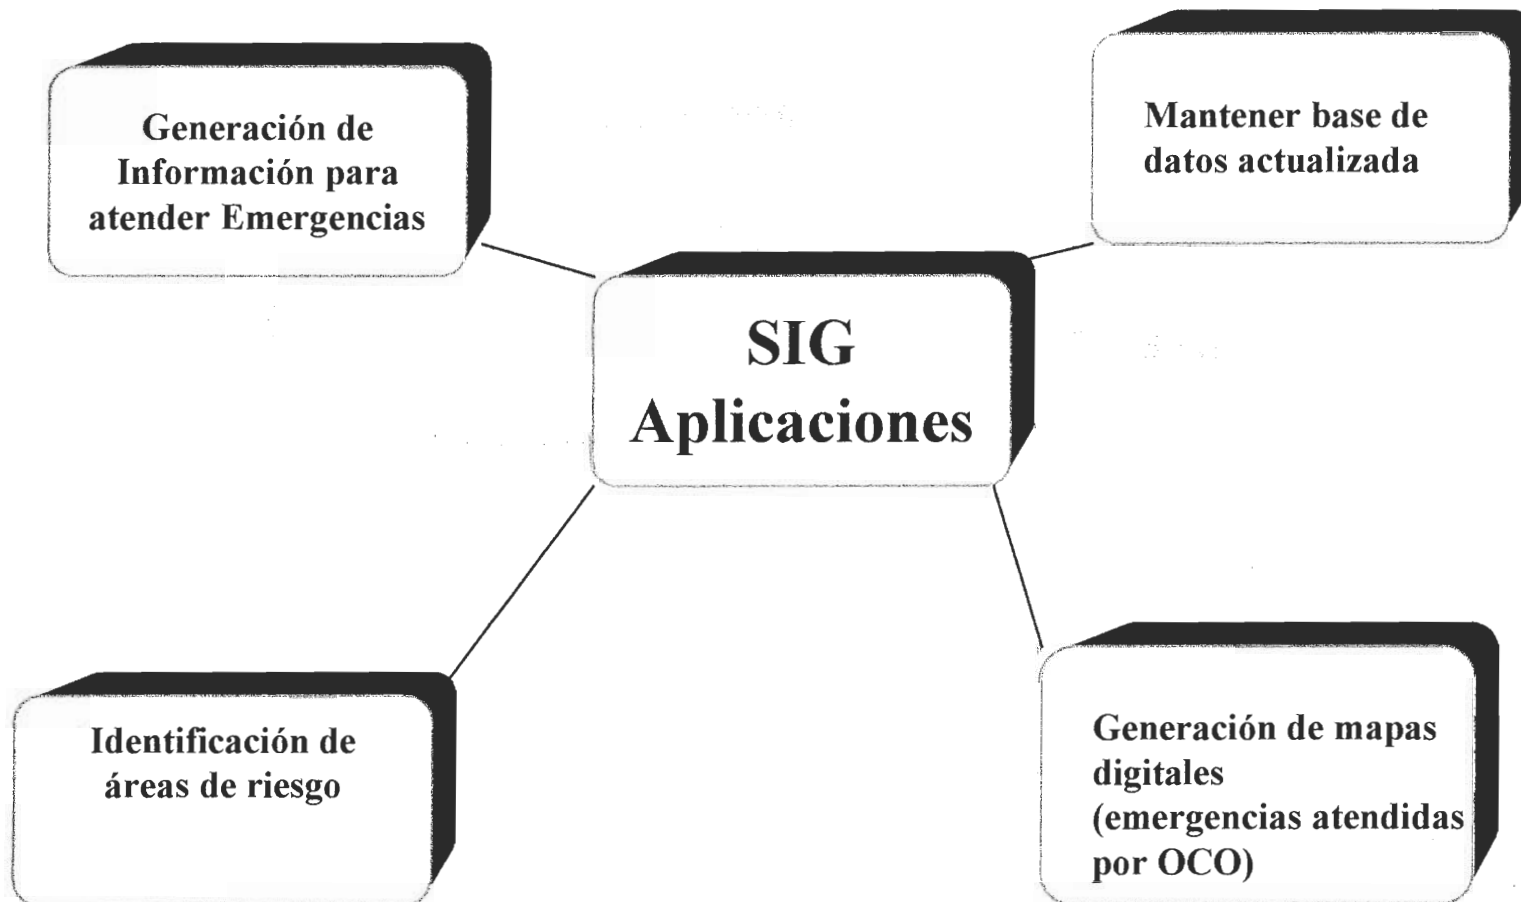 Generación de
Información para
atender Emergencias
Mantener base de
datos actualizada
SIG
Aplicaciones
Identificación de
áreas de riesgo
Generación de mapas
digitales
(emergencias atendidas
por OCO)